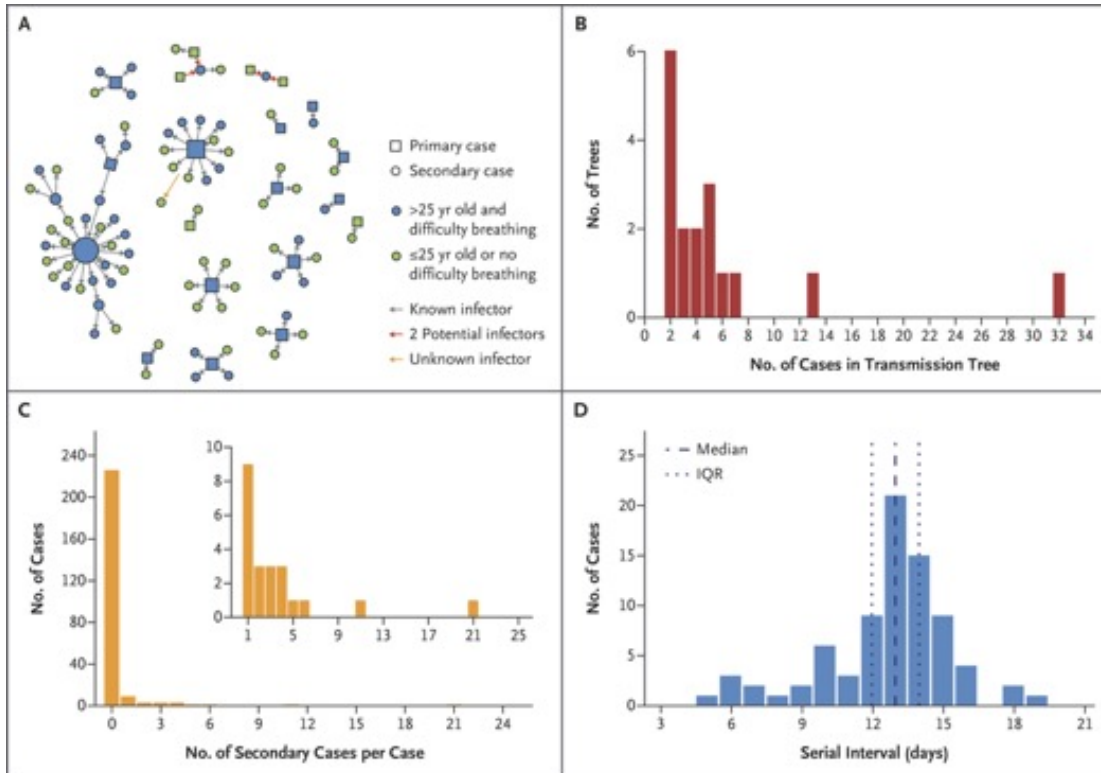 A
Primary case
Secondary case
>25 yr old and
difficulty breathing
≤25 yr old or no
difficulty breathing
Known infector
2 Potential infectors
Unknown infector
B
No. of Trees
6
4
2
0
0 2 4 6 8 10 12 14 16 18 20 22 24 26 28 30 32 34
No. of Cases in Transmission Tree
C
No. of Cases
240
200
160
120
80
40
0
0 3 6 9 12 15 18 21 24
No. of Secondary Cases per Case
10
8
6
4
2
0
1 5 9 13 17 21 25
D
Median
IQR
No. of Cases
25
20
15
10
5
0
3 6 9 12 15 18 21
Serial Interval (days)